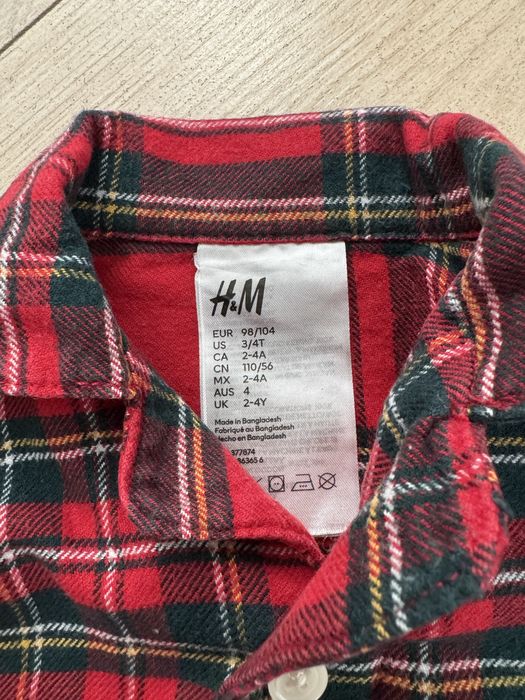 H&M
EUR 98/104
US 3/4T
CA 2-4A
CN 110/56
MX 2-4A
AUS 4
UK 2-4Y
Made in Bangladesh
Fabriqué au Bangladesh
Hecho en Bangladesh